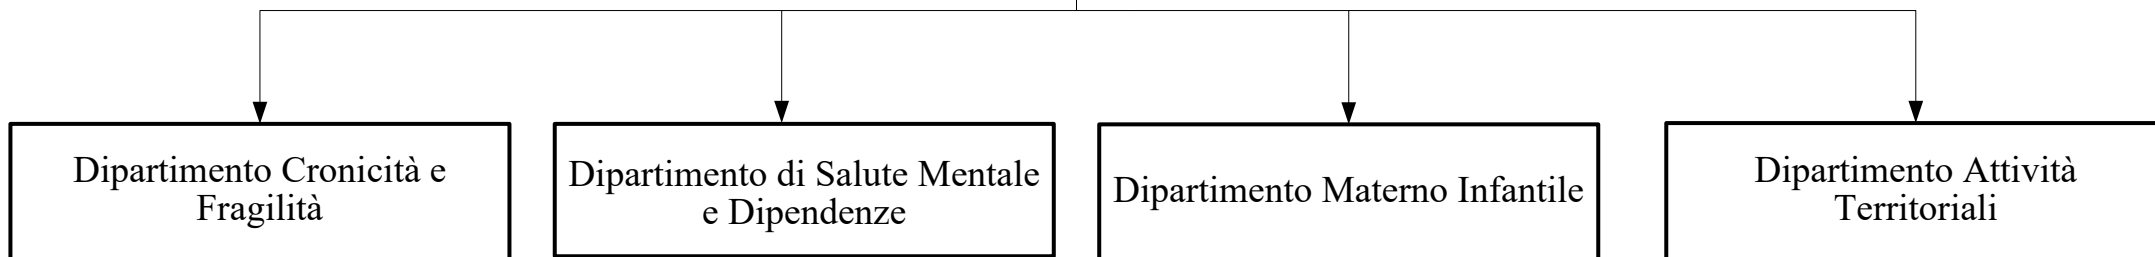 Dipartimento Cronicità e
Fragilità
Dipartimento di Salute Mentale
e Dipendenze
Dipartimento Materno Infantile
Dipartimento Attività
Territoriali